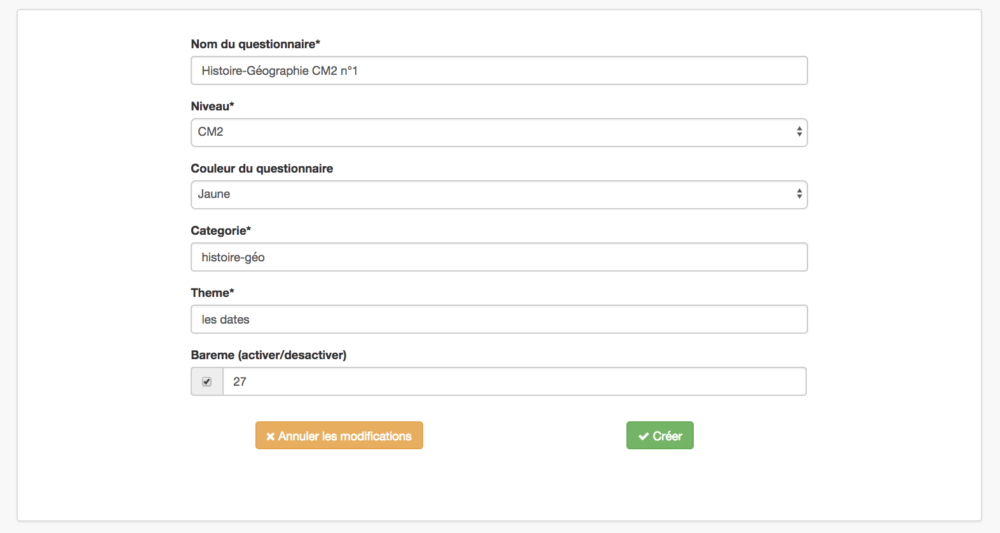 Nom du questionnaire*
Histoire-Géographie CM2 n°1
Niveau*
CM2
Couleur du questionnaire
Jaune
Categorie*
histoire-géo
Theme*
les dates
Bareme (activer/desactiver)
27
Annuler les modifications
Créer